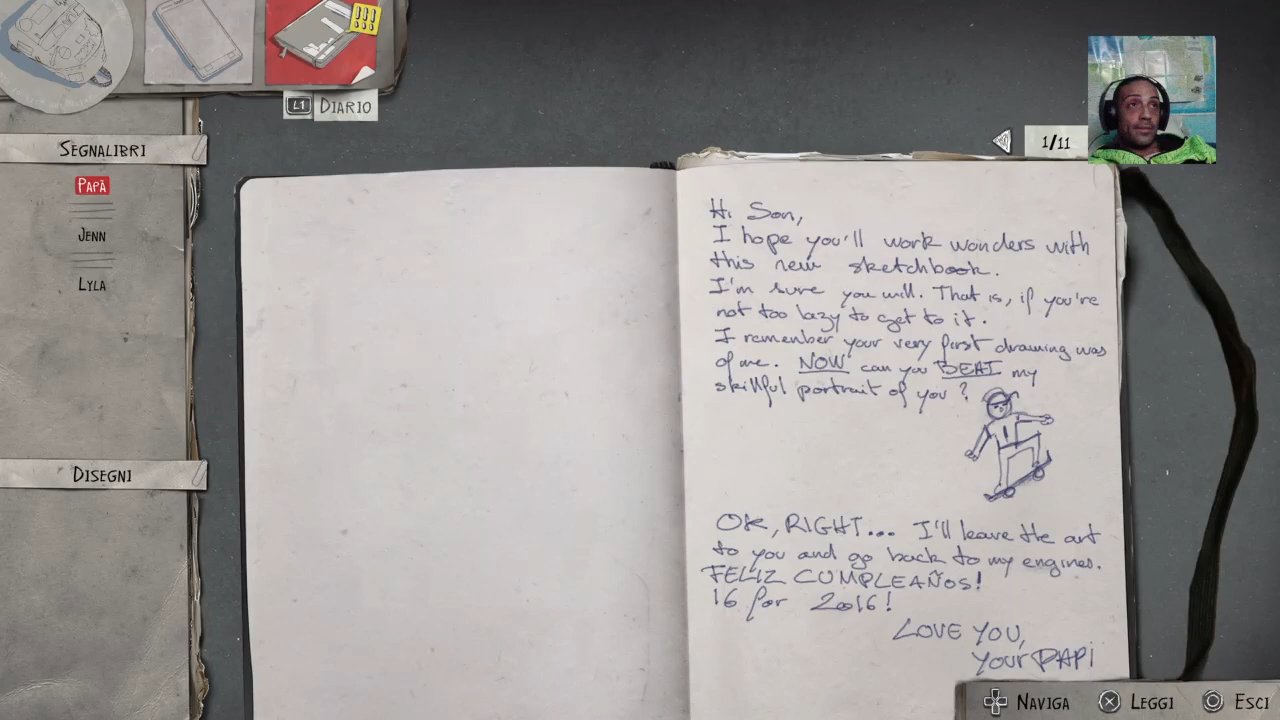 L1 DIARIO
SEGNALIBRI
PAPÀ
JENN
LYLA
DISEGNI
1/11
Hi Son,
I hope you'll work wonders with
this new sketchbook.
I'm sure you will. That is, if you're
not too lazy to get to it.
I remember your very first drawing was
of me. NOW can you BEAT my
skillful portrait of you?
OK, RIGHT... I'll leave the art
to you and go back to my engines.
FELIZ CUMPLEAÑOS!
16 for 2016!
LOVE YOU,
your PAPI
NAVIGA
LEGGI
ESCI